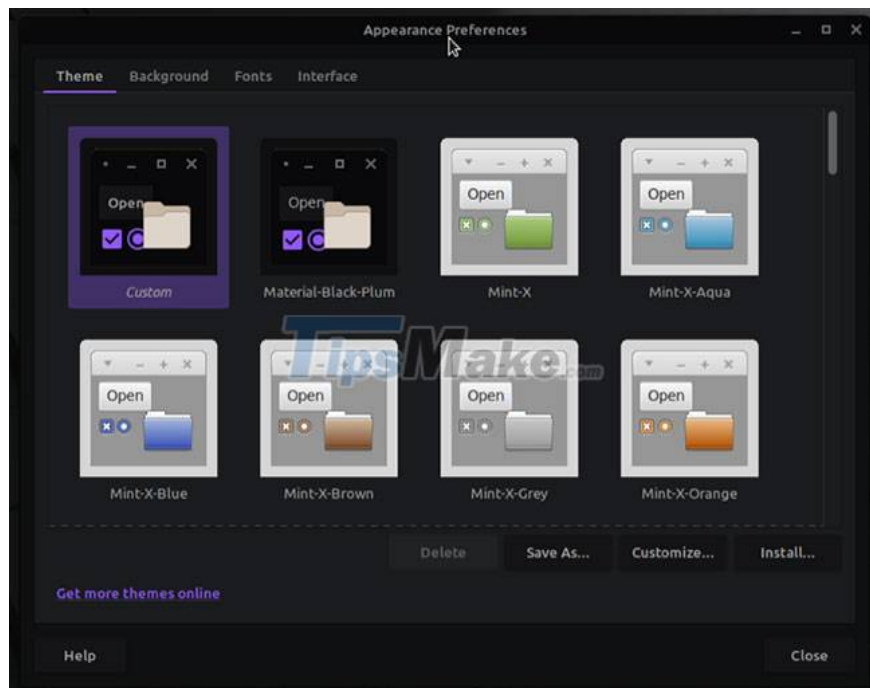 Appearance Preferences
Theme Background Fonts Interface
Open Open Open Open
Custom Material-Black-Plum Mint-X Mint-X-Aqua
TipsMake.com
Open Open Open Open
Mint-X-Blue Mint-X-Brown Mint-X-Grey Mint-X-Orange
Delete Save As... Customize... Install...
Get more themes online
Help Close